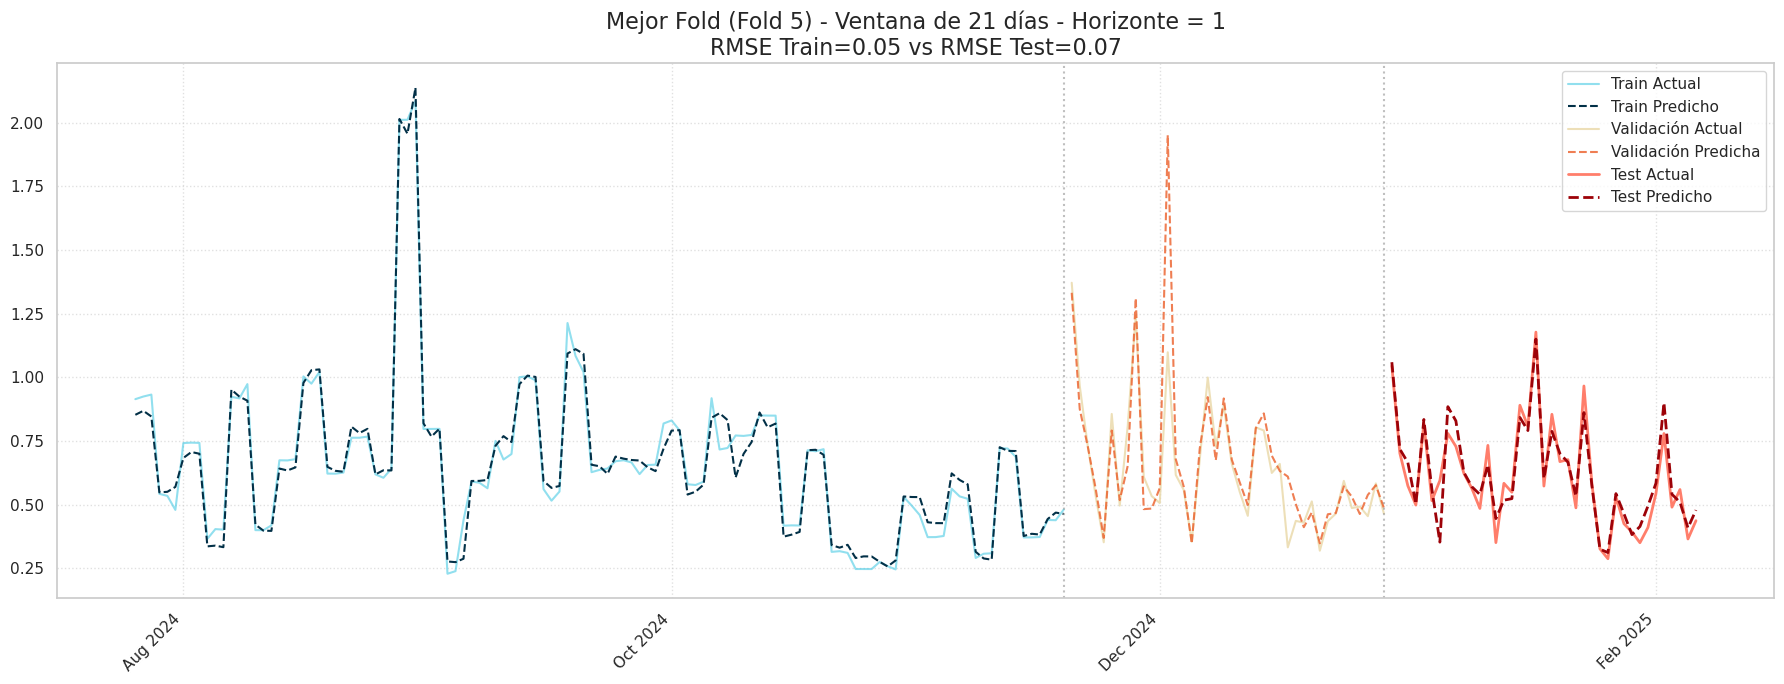 Mejor Fold (Fold 5) - Ventana de 21 días - Horizonte = 1
RMSE Train=0.05 vs RMSE Test=0.07
Train Actual
Train Predicho
Validación Actual
Validación Predicha
Test Actual
Test Predicho
2.00
1.75
1.50
1.25
1.00
0.75
0.50
0.25
Aug 2024
Oct 2024
Dec 2024
Feb 2025